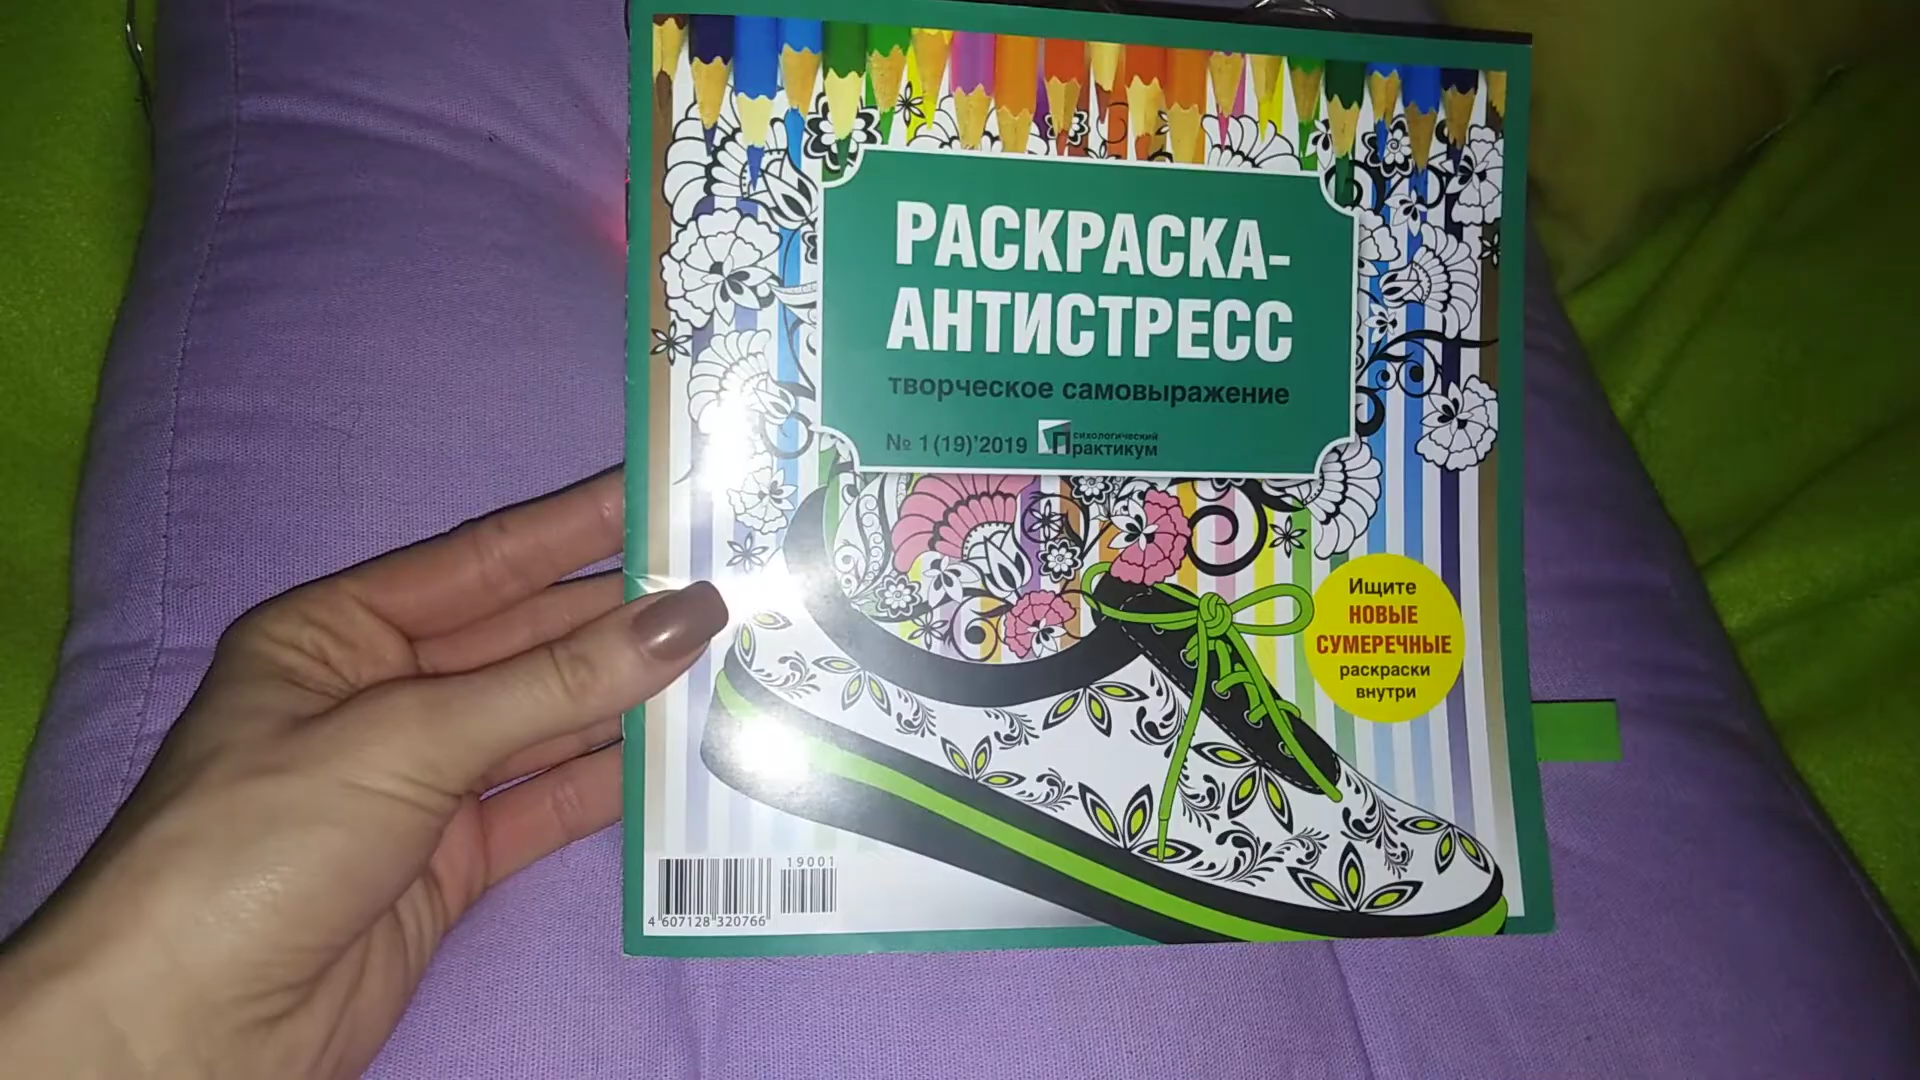 РАСКРАСКА-
АНТИСТРЕСС
творческое самовыражение
№ 1(19)'2019 Психологический Практикум
Ищите
НОВЫЕ
СУМЕРЕЧНЫЕ
раскраски
внутри
19001
4 607128 320766